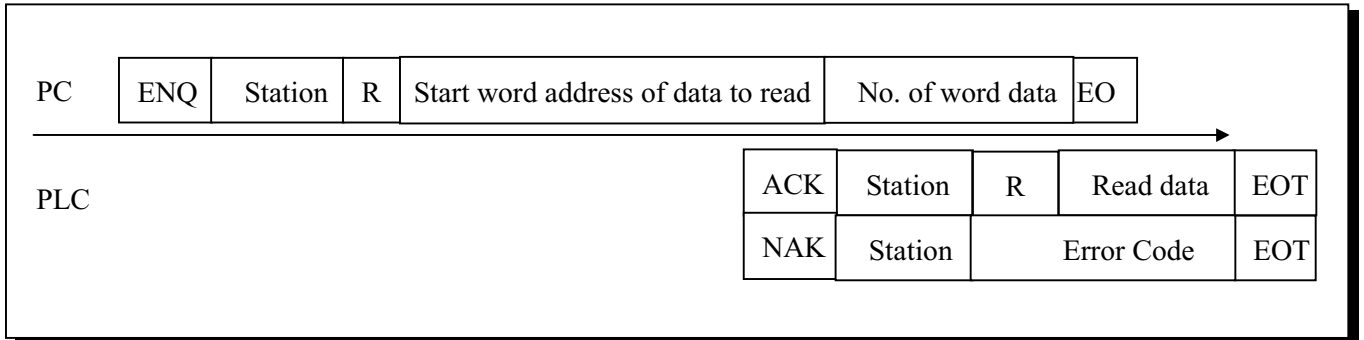 PC ENQ Station R Start word address of data to read No. of word data EO
PLC ACK Station R Read data EOT
NAK Station Error Code EOT